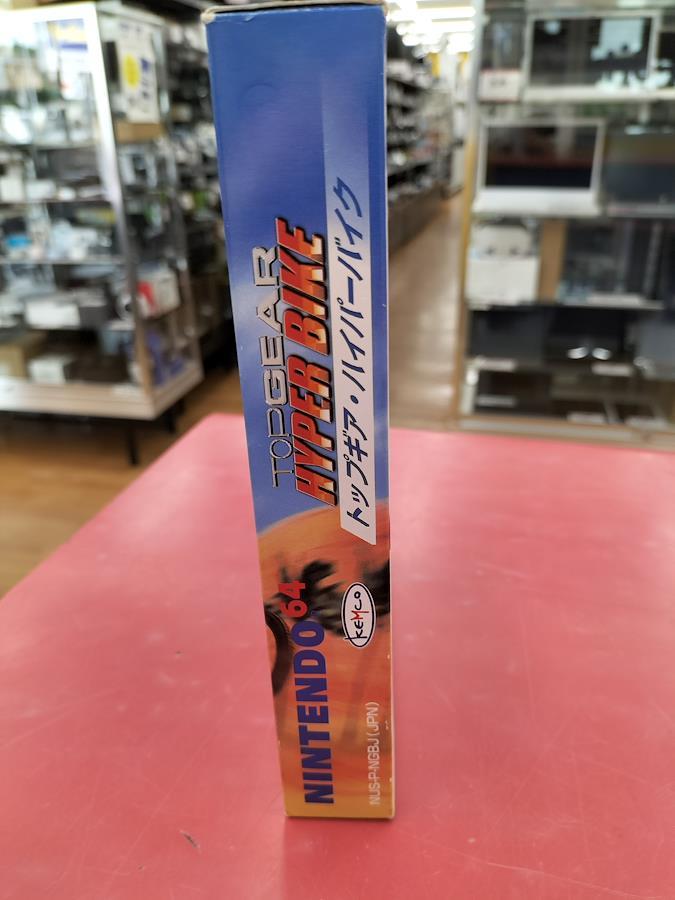 TOP GEAR
HYPER BIKE
トップギア・ハイパーバイク
NINTENDO 64
KEMCO
NUS-P-NGBJ(JPN)